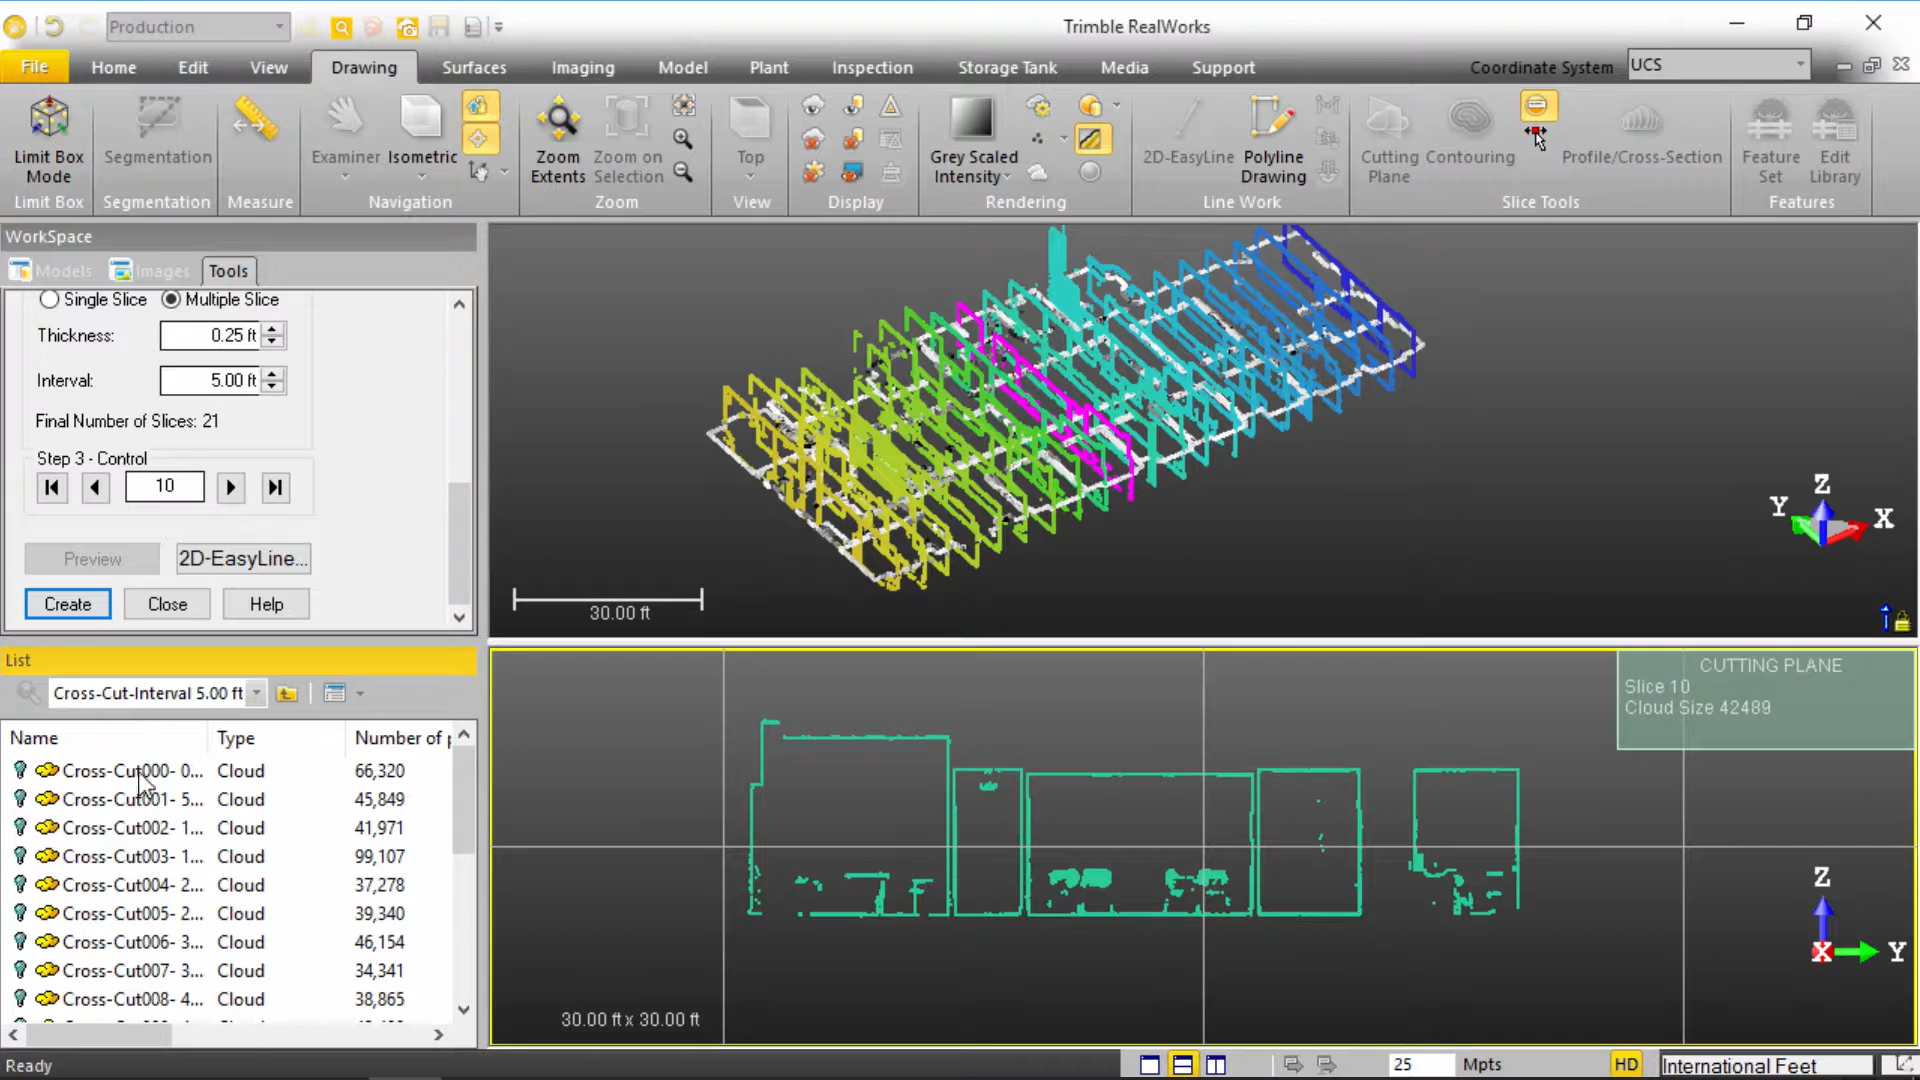 Production
Trimble RealWorks
File
Home
Edit
View
Drawing
Surfaces
Imaging
Model
Plant
Inspection
Storage Tank
Media
Support
Coordinate System
UCS
Limit Box
Mode
Segmentation
Examiner
Isometric
Zoom
Extents
Zoom on
Selection
Top
Grey Scaled
Intensity
2D-EasyLine
Polyline
Drawing
Cutting
Plane
Contouring
Profile/Cross-Section
Feature
Set
Edit
Library
Limit Box
Segmentation
Measure
Navigation
Zoom
View
Display
Rendering
Line Work
Slice Tools
Features
WorkSpace
Models
Images
Tools
Single Slice
Multiple Slice
Thickness:
0.25 ft
Interval:
5.00 ft
Final Number of Slices: 21
Step 3 - Control
10
Preview
2D-EasyLine...
Create
Close
Help
30.00 ft
Z
Y
X
List
Cross-Cut-Interval 5.00 ft
Name Type Number of p
Cross-Cut000- 0... Cloud 66,320
Cross-Cut001- 5... Cloud 45,849
Cross-Cut002- 1... Cloud 41,971
Cross-Cut003- 1... Cloud 99,107
Cross-Cut004- 2... Cloud 37,278
Cross-Cut005- 2... Cloud 39,340
Cross-Cut006- 3... Cloud 46,154
Cross-Cut007- 3... Cloud 34,341
Cross-Cut008- 4... Cloud 38,865
CUTTING PLANE
Slice 10
Cloud Size 42489
Z
X
Y
30.00 ft x 30.00 ft
Ready
25
Mpts
HD
International Feet